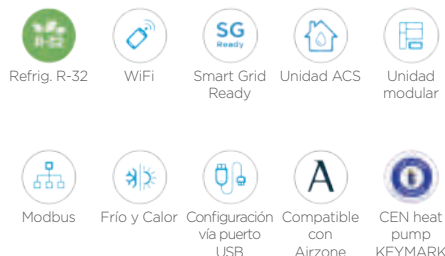 R-32
SG
Ready
Refrig. R-32
WiFi
Smart Grid
Ready
Unidad ACS
Unidad
modular
A
Modbus
Frío y Calor
Configuración
vía puerto
USB
Compatible
con
Airzone
CEN heat
pump
KEYMARK